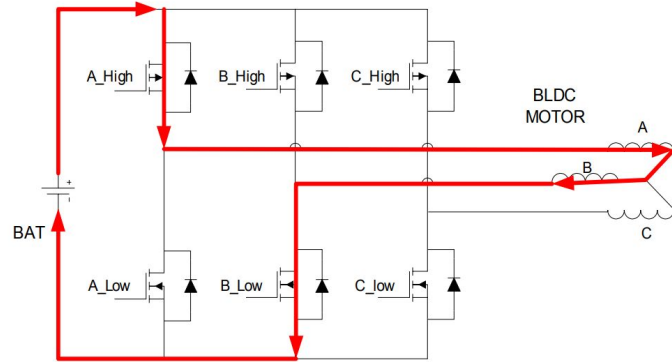 A_High
B_High
C_High
BLDC
MOTOR
A
B
+
-
BAT
C
A_Low
B_Low
C_low